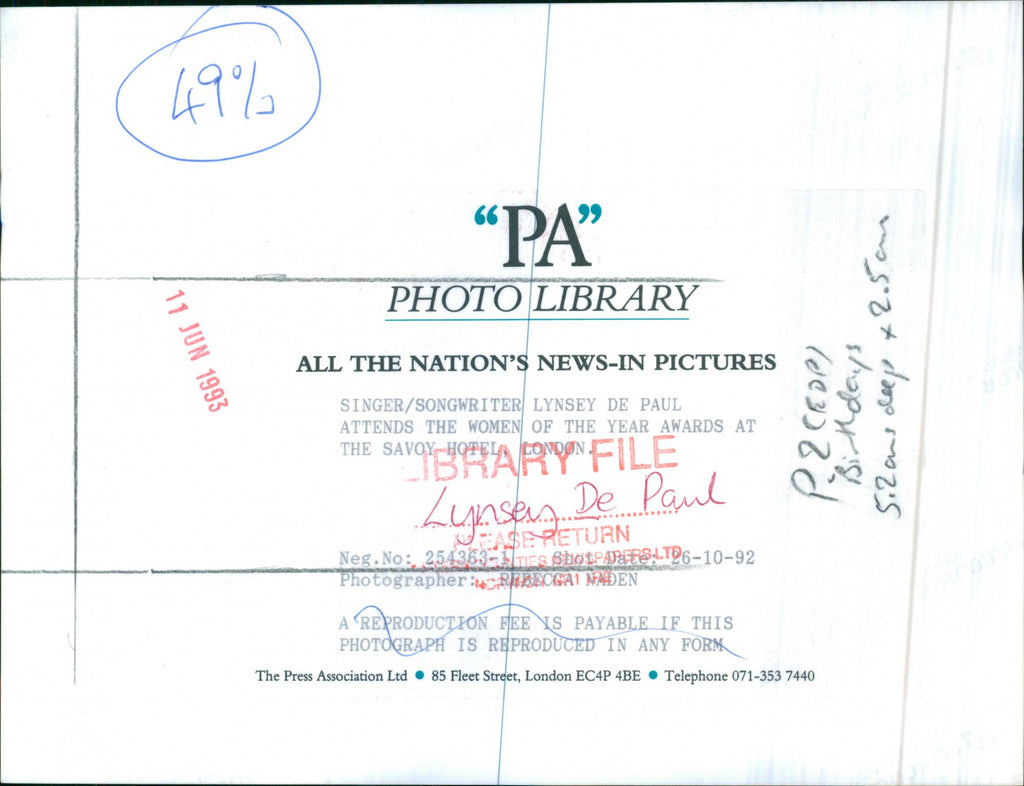 49%
"PA"
PHOTO LIBRARY
11 JUN 1993
ALL THE NATION'S NEWS-IN PICTURES
SINGER/SONGWRITER LYNSEY DE PAUL
ATTENDS THE WOMEN OF THE YEAR AWARDS AT
THE SAVOY HOTEL, LONDON.
LIBRARY FILE
Lynsey De Paul
PLEASE RETURN
Neg.No: 254363-1 Shot Date: 26-10-92
Photographer: REBECCA NADEN
A REPRODUCTION FEE IS PAYABLE IF THIS
PHOTOGRAPH IS REPRODUCED IN ANY FORM
The Press Association Ltd • 85 Fleet Street, London EC4P 4BE • Telephone 071-353 7440
P2 (EDP)
Birthdays
5.2cms deep x 2.5cm